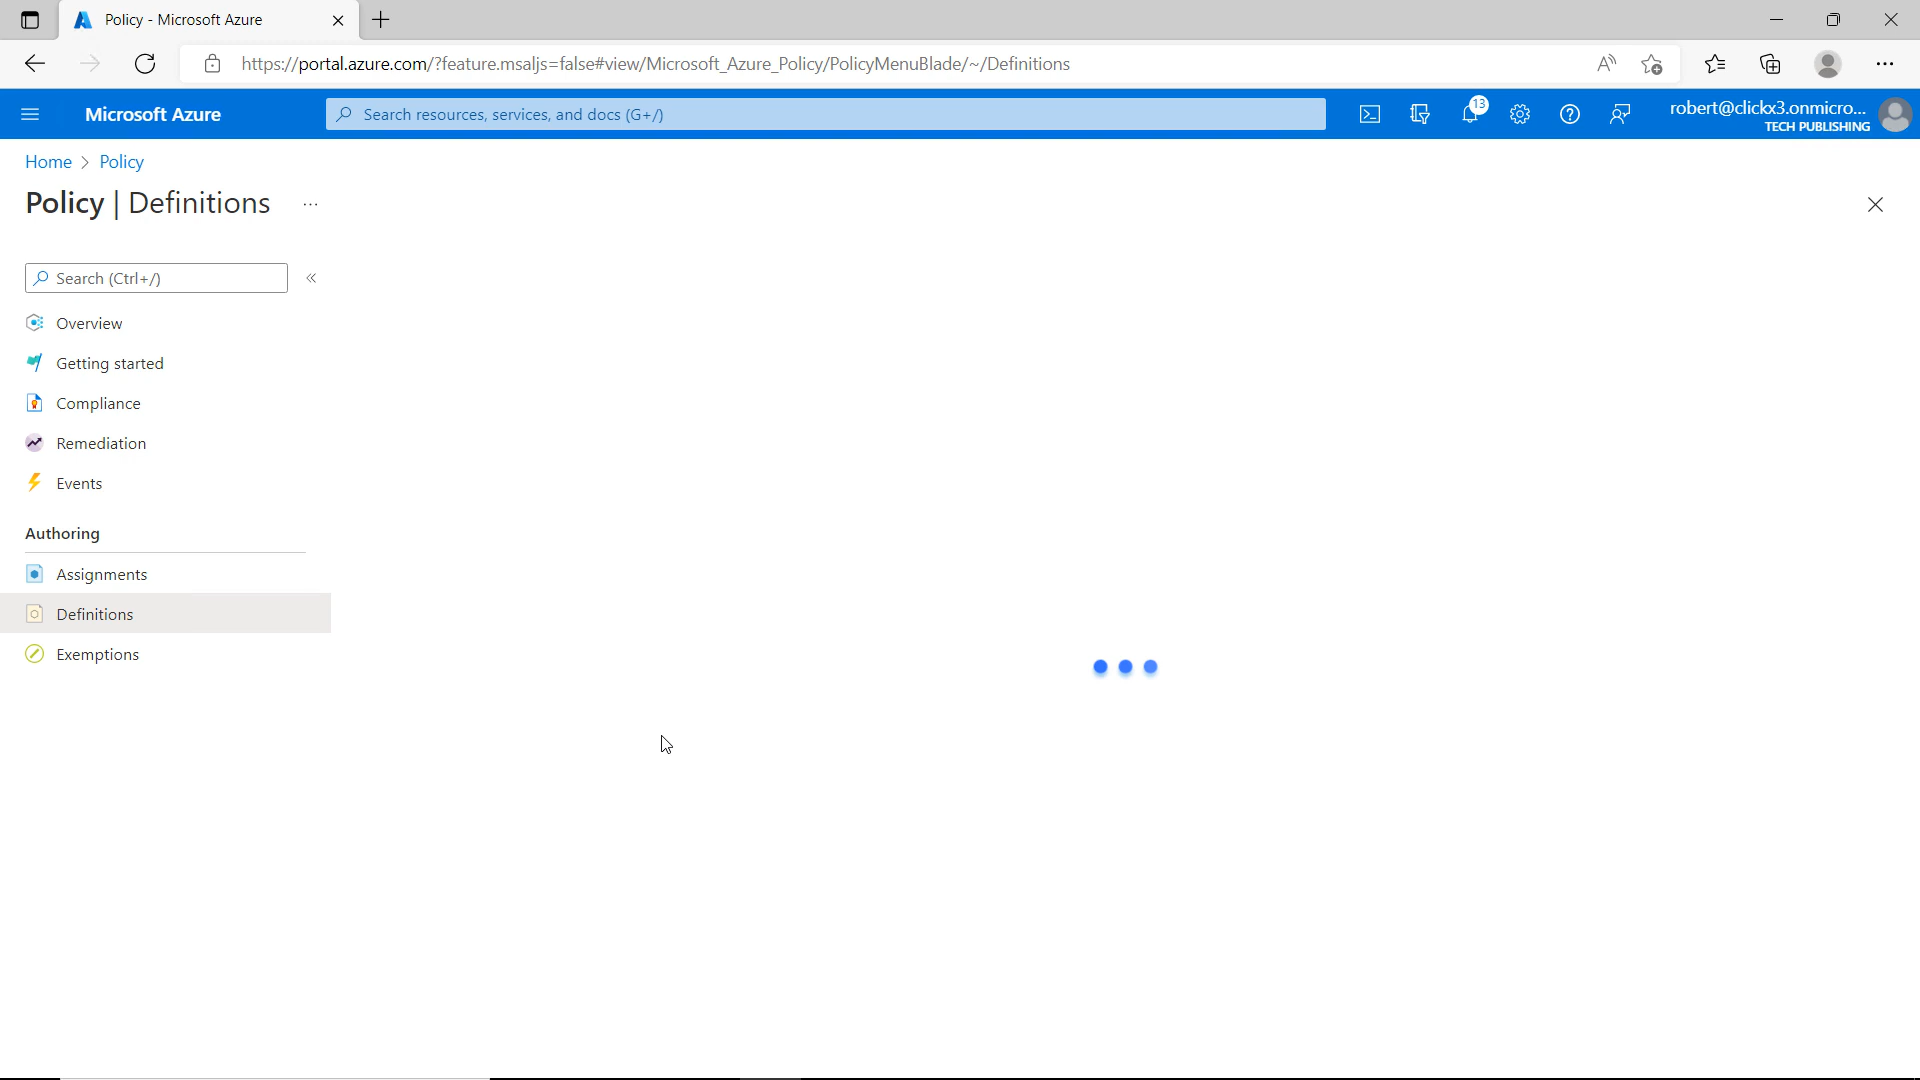 Policy - Microsoft Azure
https://portal.azure.com/?feature.msaljs=false#view/Microsoft_Azure_Policy/PolicyMenuBlade/~/Definitions
Microsoft Azure
Search resources, services, and docs (G+/)
13
robert@clickx3.onmicro...
TECH PUBLISHING
Home > Policy
Policy | Definitions ...
Search (Ctrl+/)
Overview
Getting started
Compliance
Remediation
Events
Authoring
Assignments
Definitions
Exemptions